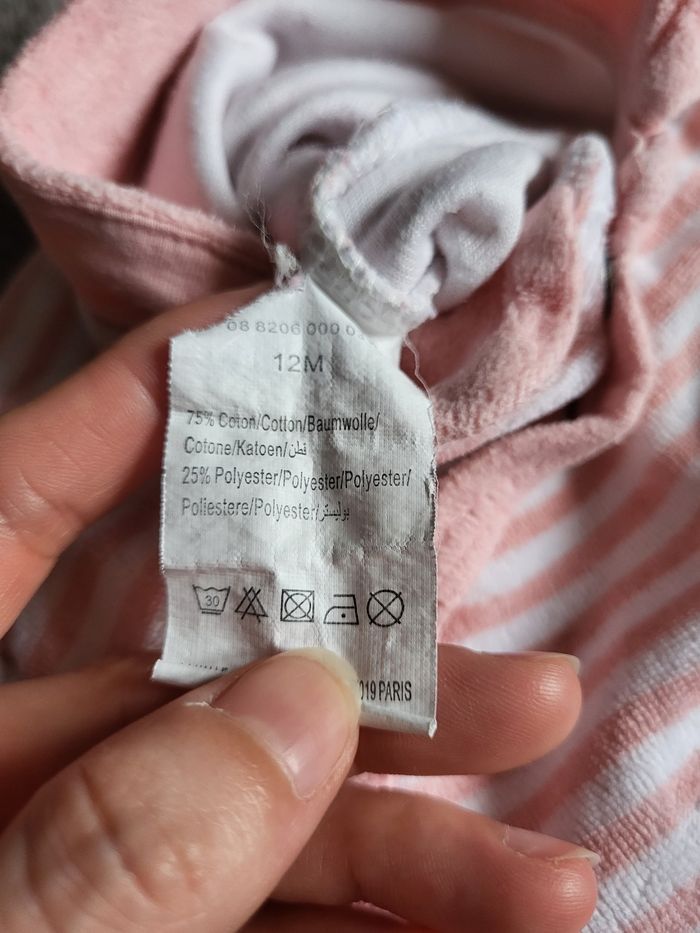 08 8206 000 0
12M
75% Coton/Cotton/Baumwolle/
Cotone/Katoen/قطن
25% Polyester/Polyester/Polyester/
Poliestere/Polyester/بوليستر
30
019 PARIS